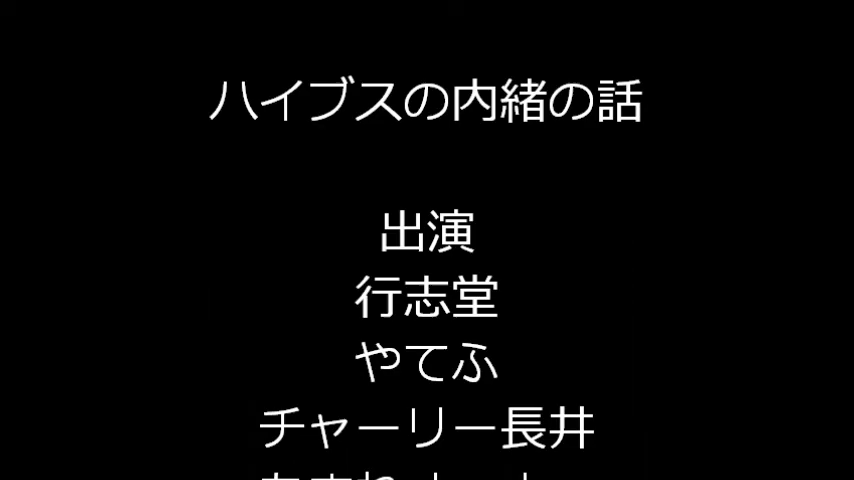 ハイブスの内緒の話
出演
行志堂
やてふ
チャーリー長井